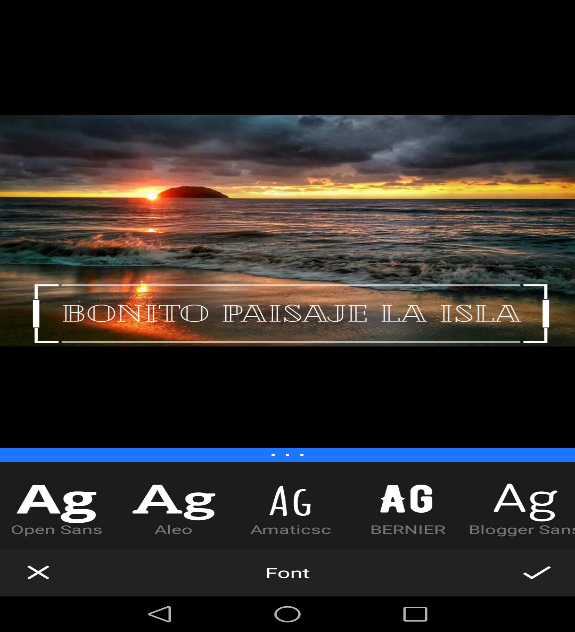 BONITO PAISAJE LA ISLA
Ag Ag AG AG Ag
Open Sans Aleo Amaticsc BERNIER Blogger Sans
Font